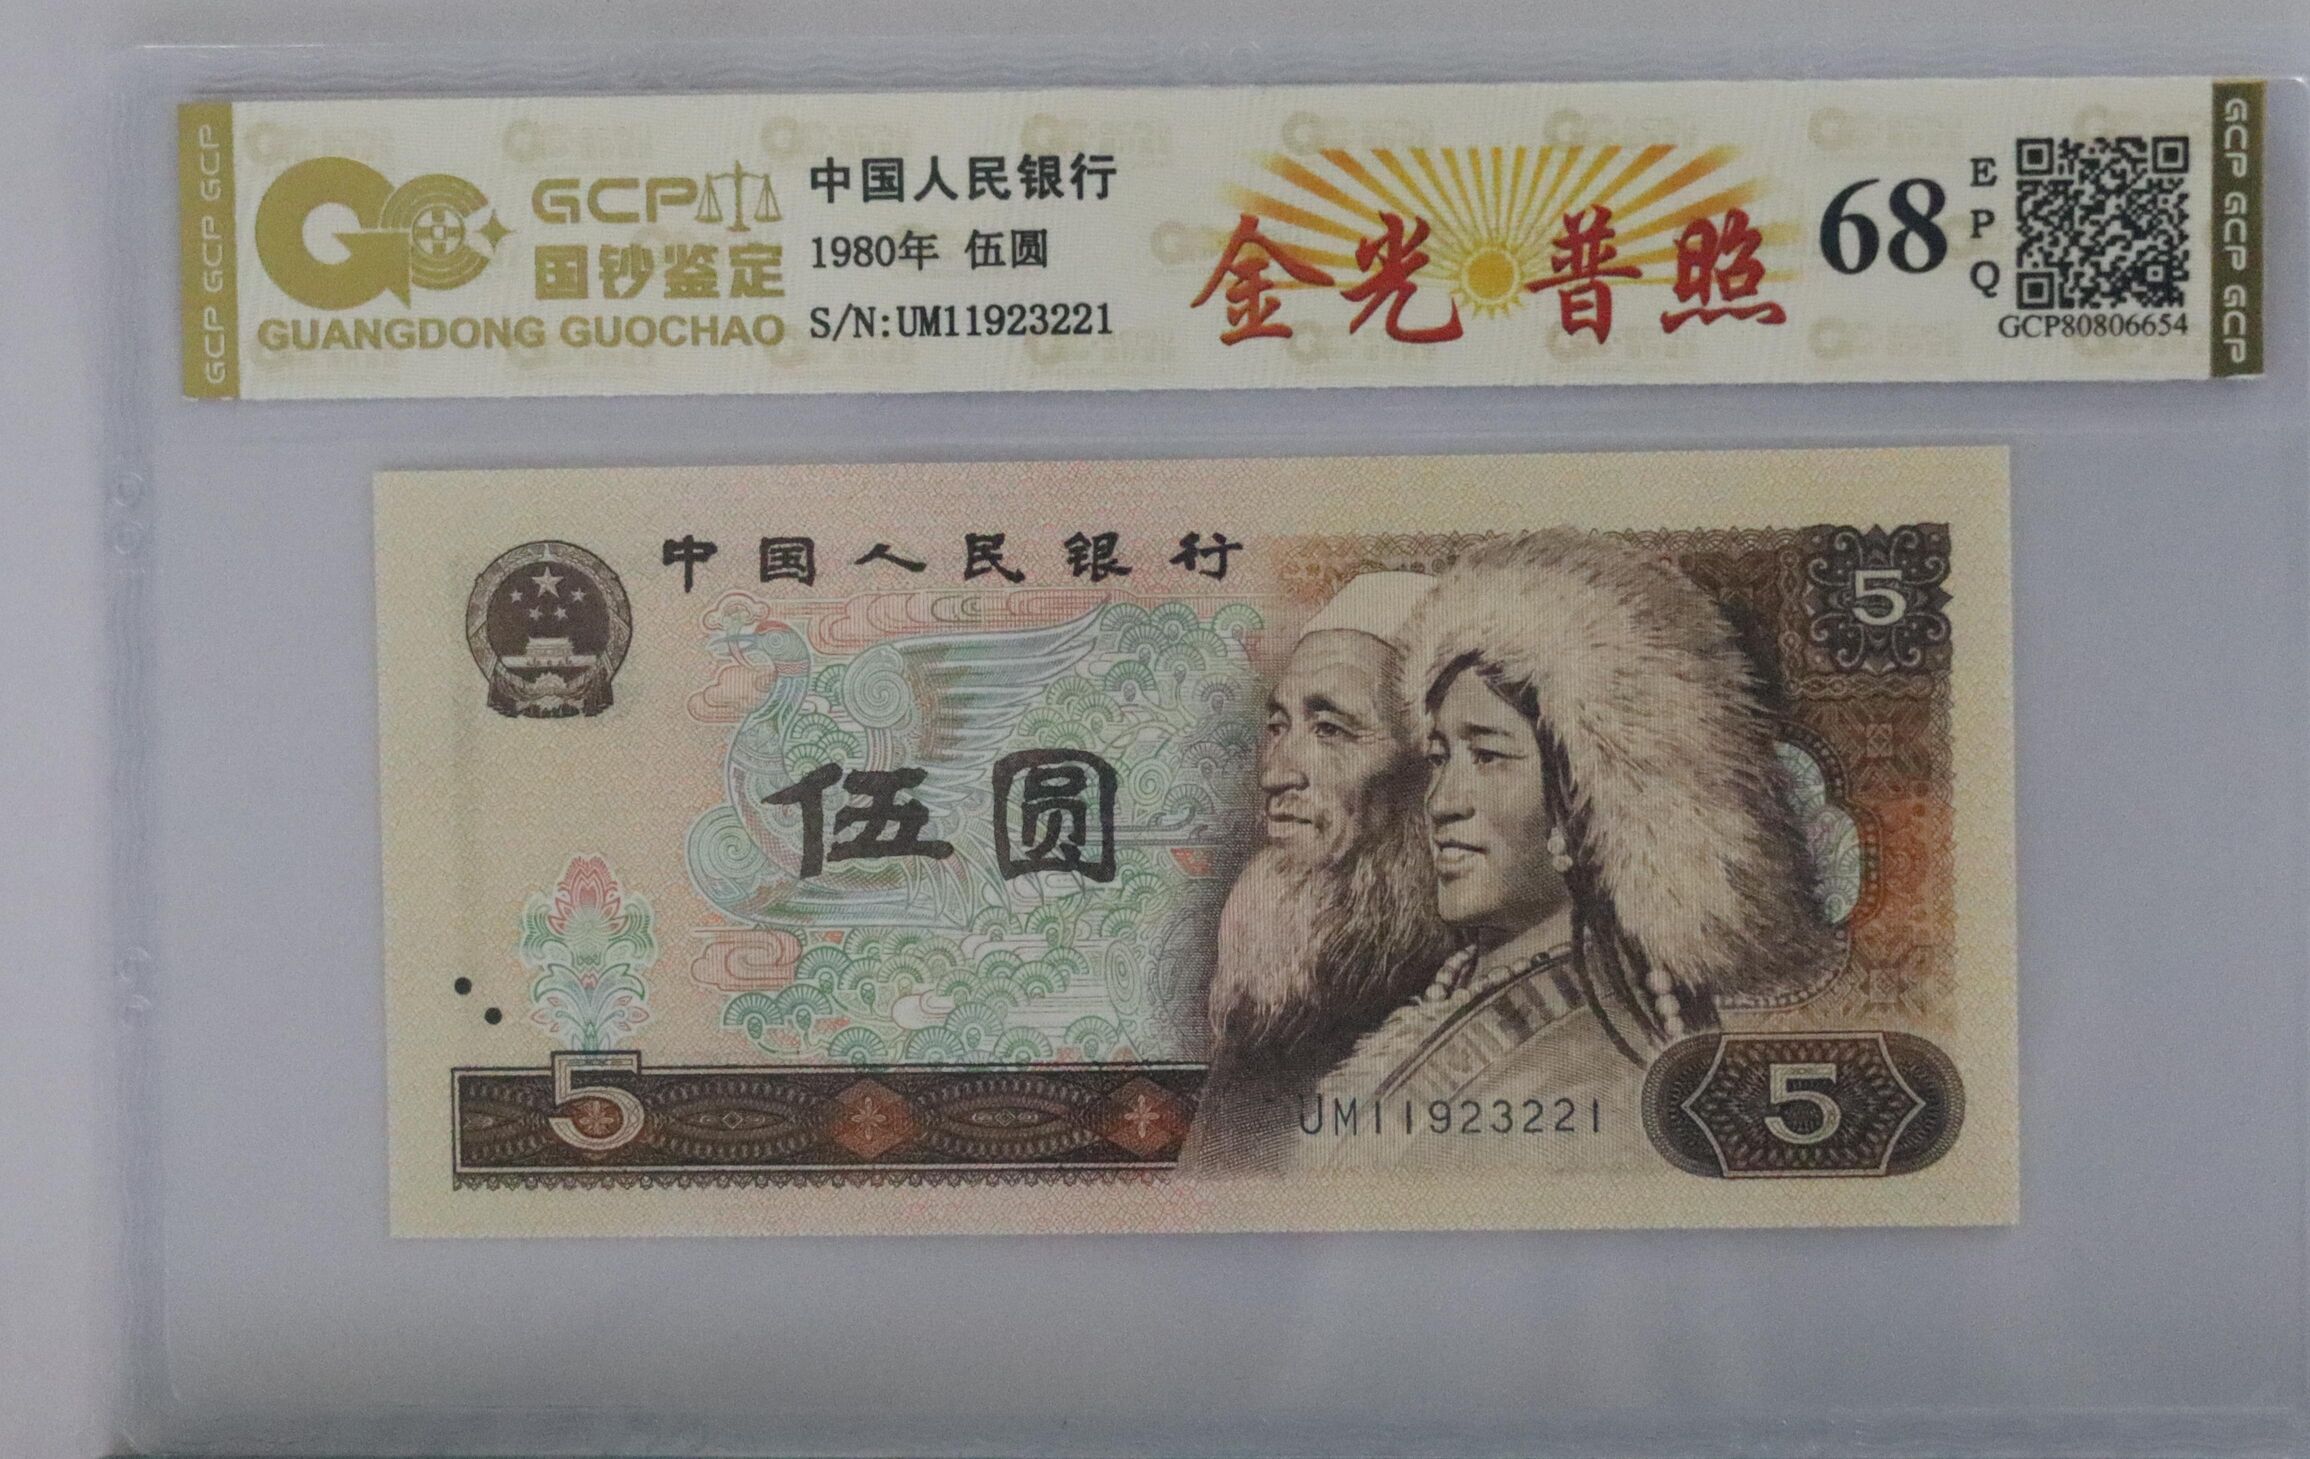 GCP GCP GCP
GCP
国钞鉴定
GUANGDONG GUOCHAO
中国人民银行
1980年 伍圆
S/N:UM11923221
金光普照
68
E
P
Q
GCP80806654
GCP GCP GCP
中国人民银行
5
伍圆
5
UM11923221
5